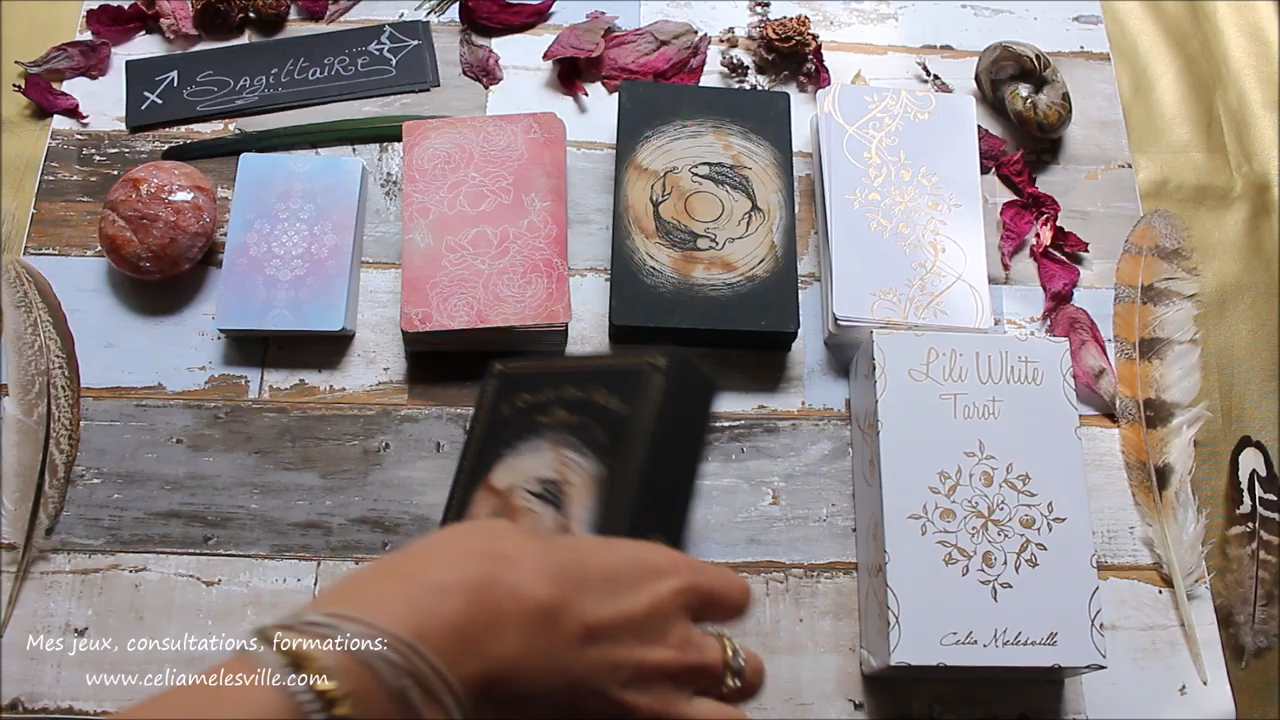 Sagittaire
Lili White
Tarot
Celia Melesville
Mes jeux, consultations, formations:
www.celiamelesville.com